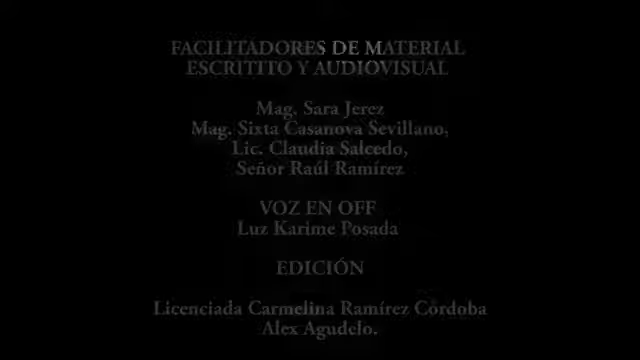 FACILITADORES DE MATERIAL
ESCRITITO Y AUDIOVISUAL
Mag. Sara Jerez
Mag. Sixta Casanova Sevillano,
Lic. Claudia Salcedo,
Señor Raúl Ramírez
VOZ EN OFF
Luz Karime Posada
EDICIÓN
Licenciada Carmelina Ramírez Córdoba
Alex Agudelo.